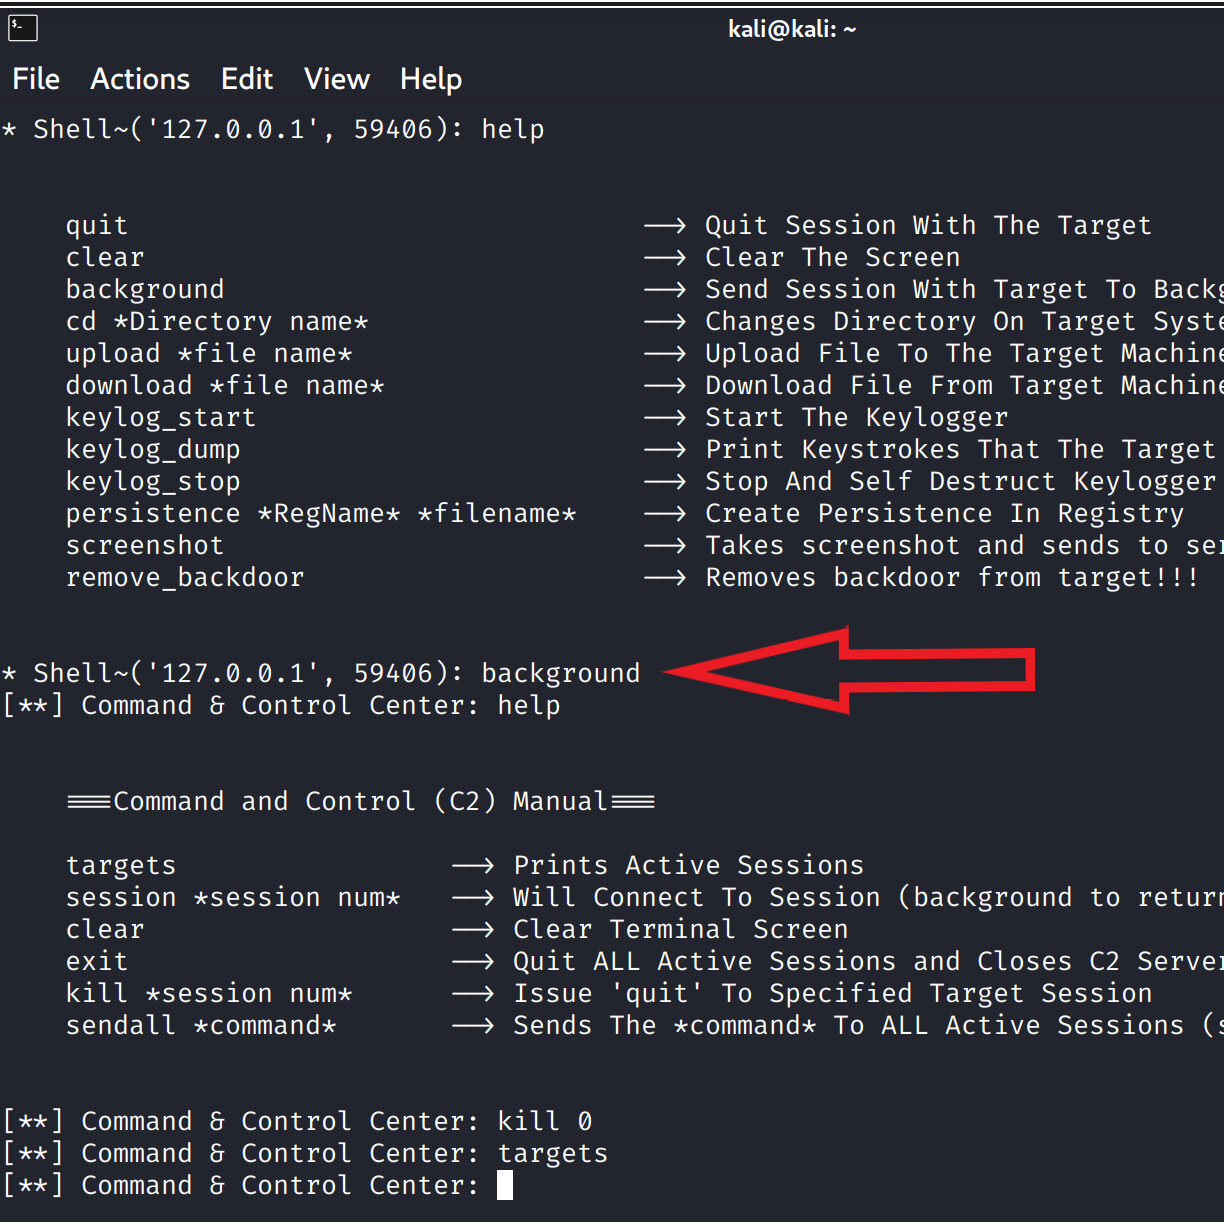 $-
kali@kali: ~
File Actions Edit View Help
* Shell~('127.0.0.1', 59406): help
quit ⟶ Quit Session With The Target
clear ⟶ Clear The Screen
background ⟶ Send Session With Target To Backg
cd *Directory name* ⟶ Changes Directory On Target Syste
upload *file name* ⟶ Upload File To The Target Machine
download *file name* ⟶ Download File From Target Machine
keylog_start ⟶ Start The Keylogger
keylog_dump ⟶ Print Keystrokes That The Target
keylog_stop ⟶ Stop And Self Destruct Keylogger
persistence *RegName* *filename* ⟶ Create Persistence In Registry
screenshot ⟶ Takes screenshot and sends to ser
remove_backdoor ⟶ Removes backdoor from target!!!
* Shell~('127.0.0.1', 59406): background
[**] Command & Control Center: help
===Command and Control (C2) Manual===
targets ⟶ Prints Active Sessions
session *session num* ⟶ Will Connect To Session (background to return
clear ⟶ Clear Terminal Screen
exit ⟶ Quit ALL Active Sessions and Closes C2 Server
kill *session num* ⟶ Issue 'quit' To Specified Target Session
sendall *command* ⟶ Sends The *command* To ALL Active Sessions (s
[**] Command & Control Center: kill 0
[**] Command & Control Center: targets
[**] Command & Control Center: